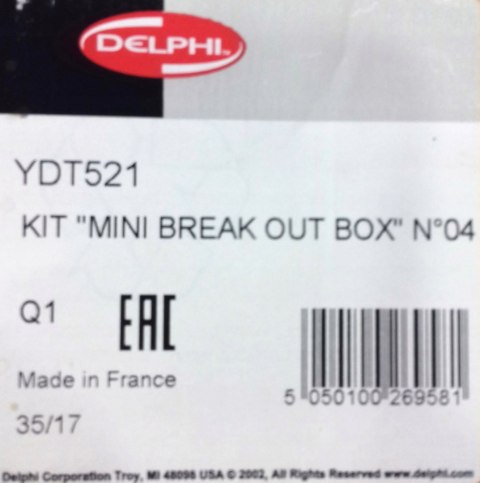 DELPHI
YDT521
KIT "MINI BREAK OUT BOX" N°04
Q1
EAC
Made in France
5 050100 269581
35/17
Delphi Corporation Troy, MI 48098 USA © 2002, All Rights Reserved www.delphi.com